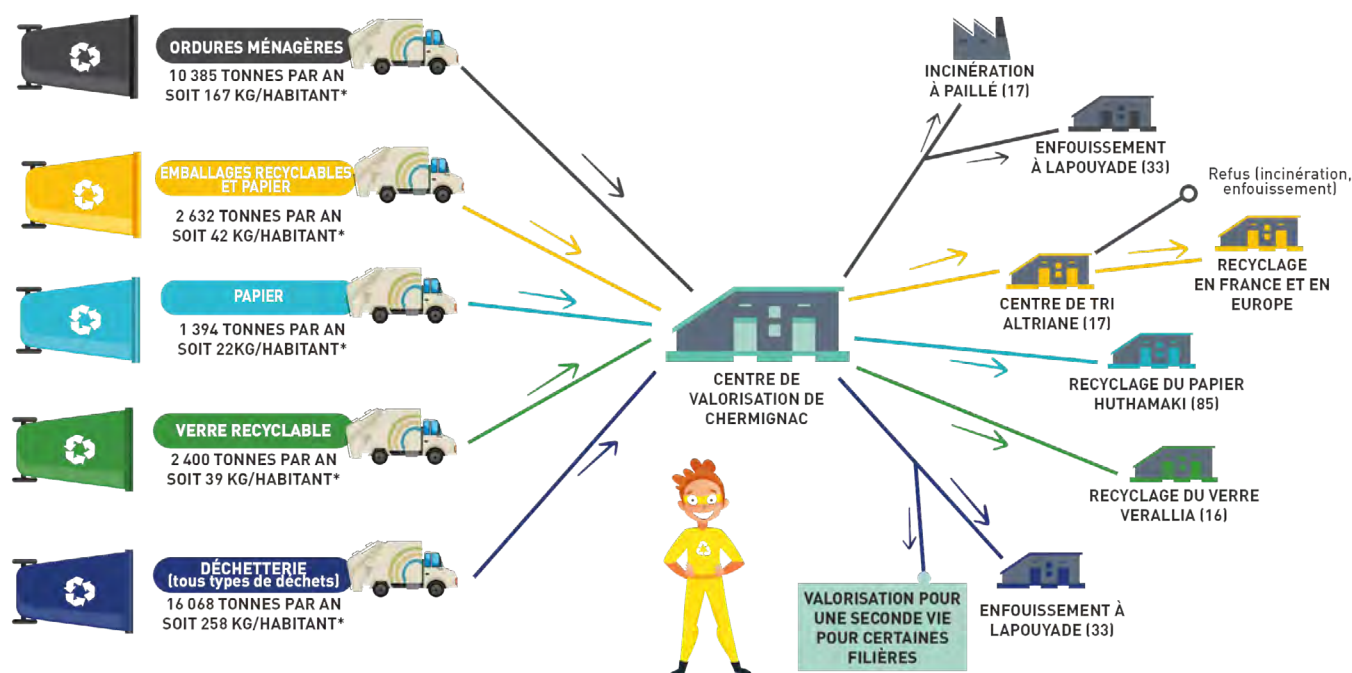 ORDURES MÉNAGÈRES
10 385 TONNES PAR AN
SOIT 167 KG/HABITANT*
EMBALLAGES RECYCLABLES
ET PAPIER
2 632 TONNES PAR AN
SOIT 42 KG/HABITANT*
PAPIER
1 394 TONNES PAR AN
SOIT 22KG/HABITANT*
VERRE RECYCLABLE
2 400 TONNES PAR AN
SOIT 39 KG/HABITANT*
DÉCHETTERIE
(tous types de déchets)
16 068 TONNES PAR AN
SOIT 258 KG/HABITANT*
CENTRE DE
VALORISATION DE
CHERMIGNAC
INCINÉRATION
À PAILLÉ (17)
ENFOUISSEMENT
À LAPOUYADE (33)
Refus (incinération,
enfouissement)
CENTRE DE TRI
ALTRIANE (17)
RECYCLAGE
EN FRANCE ET EN
EUROPE
RECYCLAGE DU PAPIER
HUTHAMAKI (85)
RECYCLAGE DU VERRE
VERALLIA (16)
ENFOUISSEMENT À
LAPOUYADE (33)
VALORISATION POUR
UNE SECONDE VIE
POUR CERTAINES
FILIÈRES